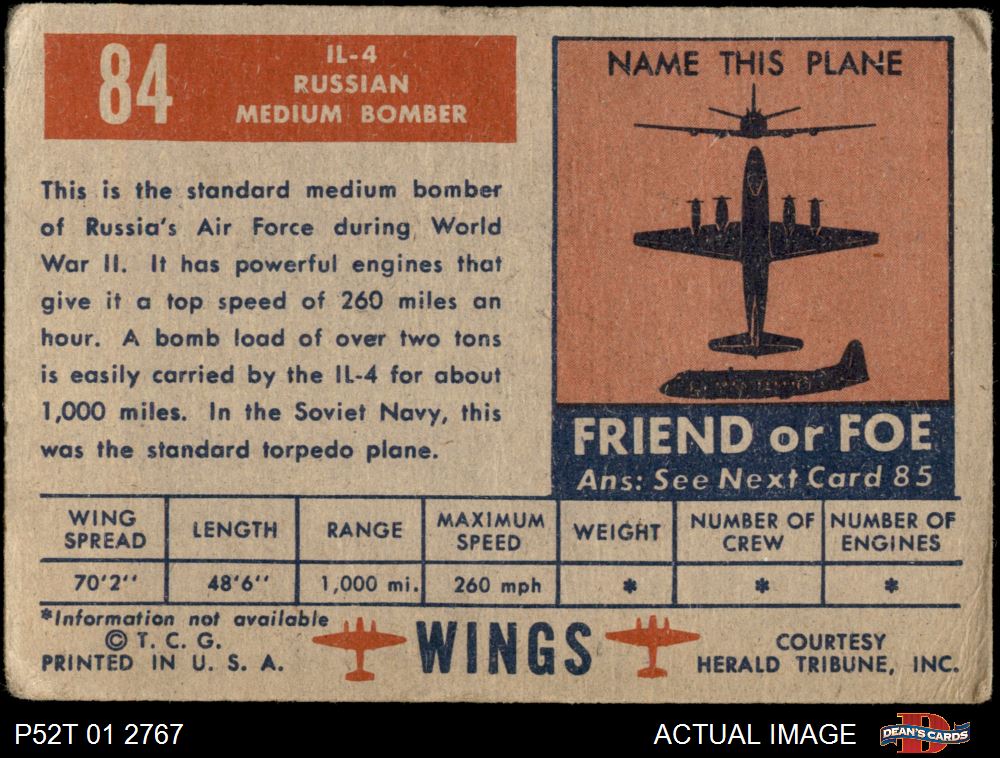 84
IL-4
RUSSIAN
MEDIUM BOMBER
This is the standard medium bomber
of Russia's Air Force during World
War II. It has powerful engines that
give it a top speed of 260 miles an
hour. A bomb load of over two tons
is easily carried by the IL-4 for about
1,000 miles. In the Soviet Navy, this
was the standard torpedo plane.
NAME THIS PLANE
FRIEND or FOE
Ans: See Next Card 85
WING SPREAD LENGTH RANGE MAXIMUM SPEED WEIGHT NUMBER OF CREW NUMBER OF ENGINES
70'2'' 48'6'' 1,000 mi. 260 mph * * *
*Information not available
© T. C. G.
PRINTED IN U. S. A.
WINGS
COURTESY
HERALD TRIBUNE, INC.
P52T 01 2767
ACTUAL IMAGE
D
DEAN'S CARDS